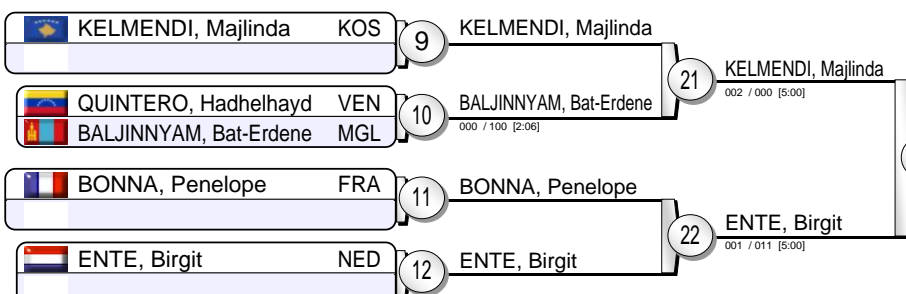 KELMENDI, Majlinda KOS
9
KELMENDI, Majlinda
21
KELMENDI, Majlinda
002 / 000 [5:00]
QUINTERO, Hadhelhayd VEN
BALJINNYAM, Bat-Erdene MGL
10
BALJINNYAM, Bat-Erdene
000 / 100 [2:06]
BONNA, Penelope FRA
11
BONNA, Penelope
22
ENTE, Birgit
001 / 011 [5:00]
ENTE, Birgit NED
12
ENTE, Birgit